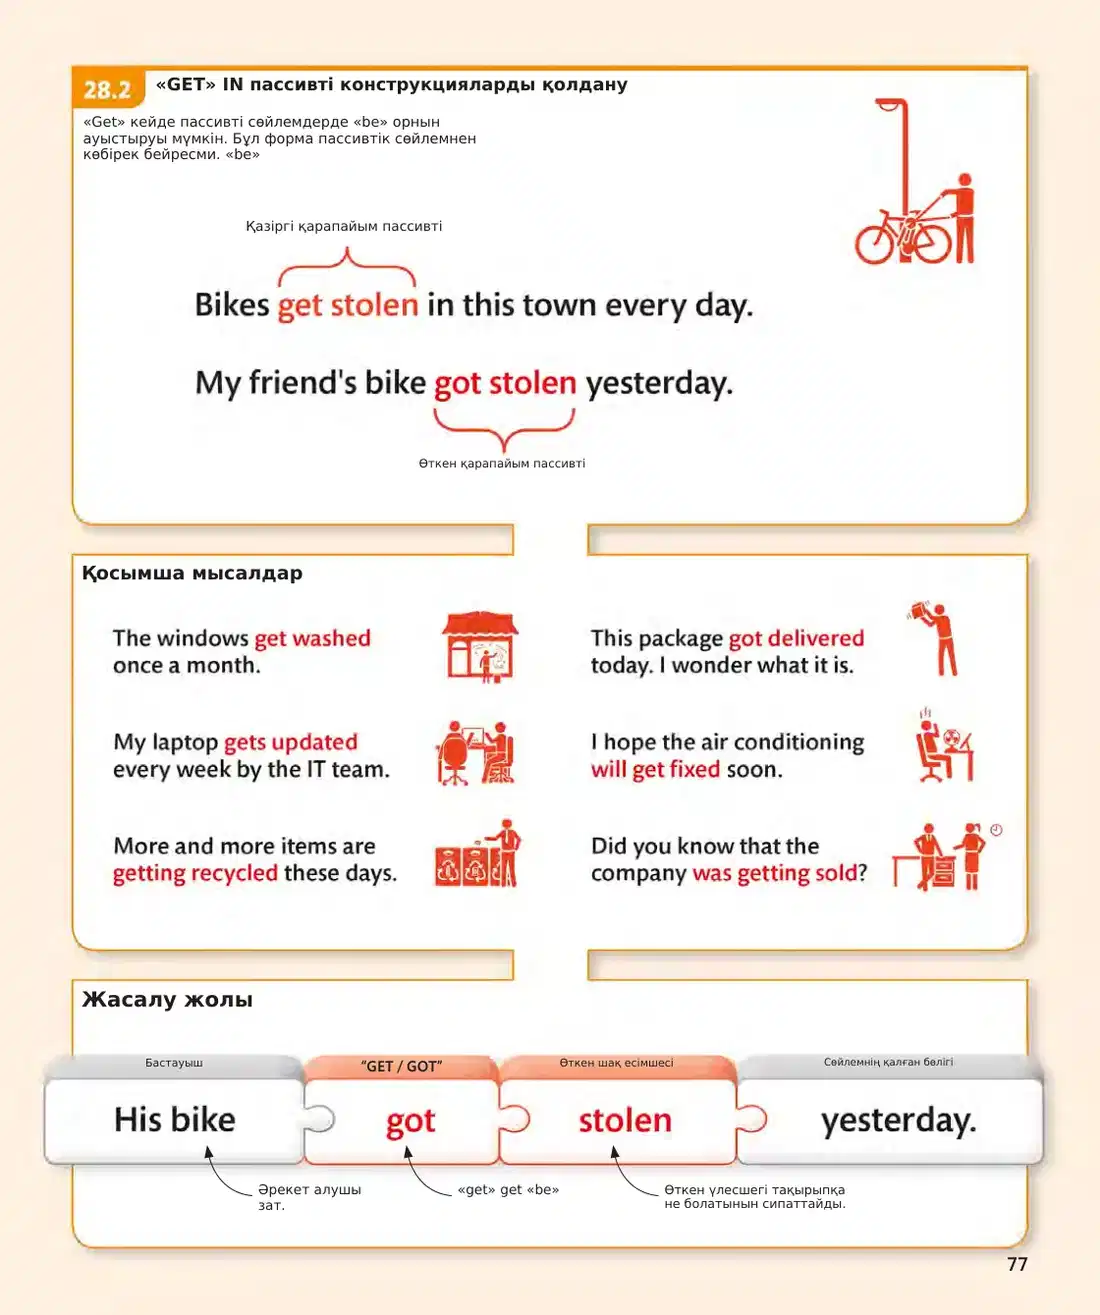 28.2 «GET» IN пассивті конструкцияларды қолдану
«Get» кейде пассивті сөйлемдерде «be» орнын
ауыстыруы мүмкін. Бұл форма пассивтік сөйлемнен
көбірек бейресми. «be»
Қазіргі қарапайым пассивті
Bikes get stolen in this town every day.
My friend's bike got stolen yesterday.
Өткен қарапайым пассивті
Қосымша мысалдар
The windows get washed
once a month.
This package got delivered
today. I wonder what it is.
My laptop gets updated
every week by the IT team.
I hope the air conditioning
will get fixed soon.
More and more items are
getting recycled these days.
Did you know that the
company was getting sold?
Жасалу жолы
Бастауыш
"GET / GOT"
Өткен шақ есімшесі
Сөйлемнің қалған бөлігі
His bike
got
stolen
yesterday.
Әрекет алушы
зат.
«get» get «be»
Өткен үлесшегі тақырыпқа
не болатынын сипаттайды.
77